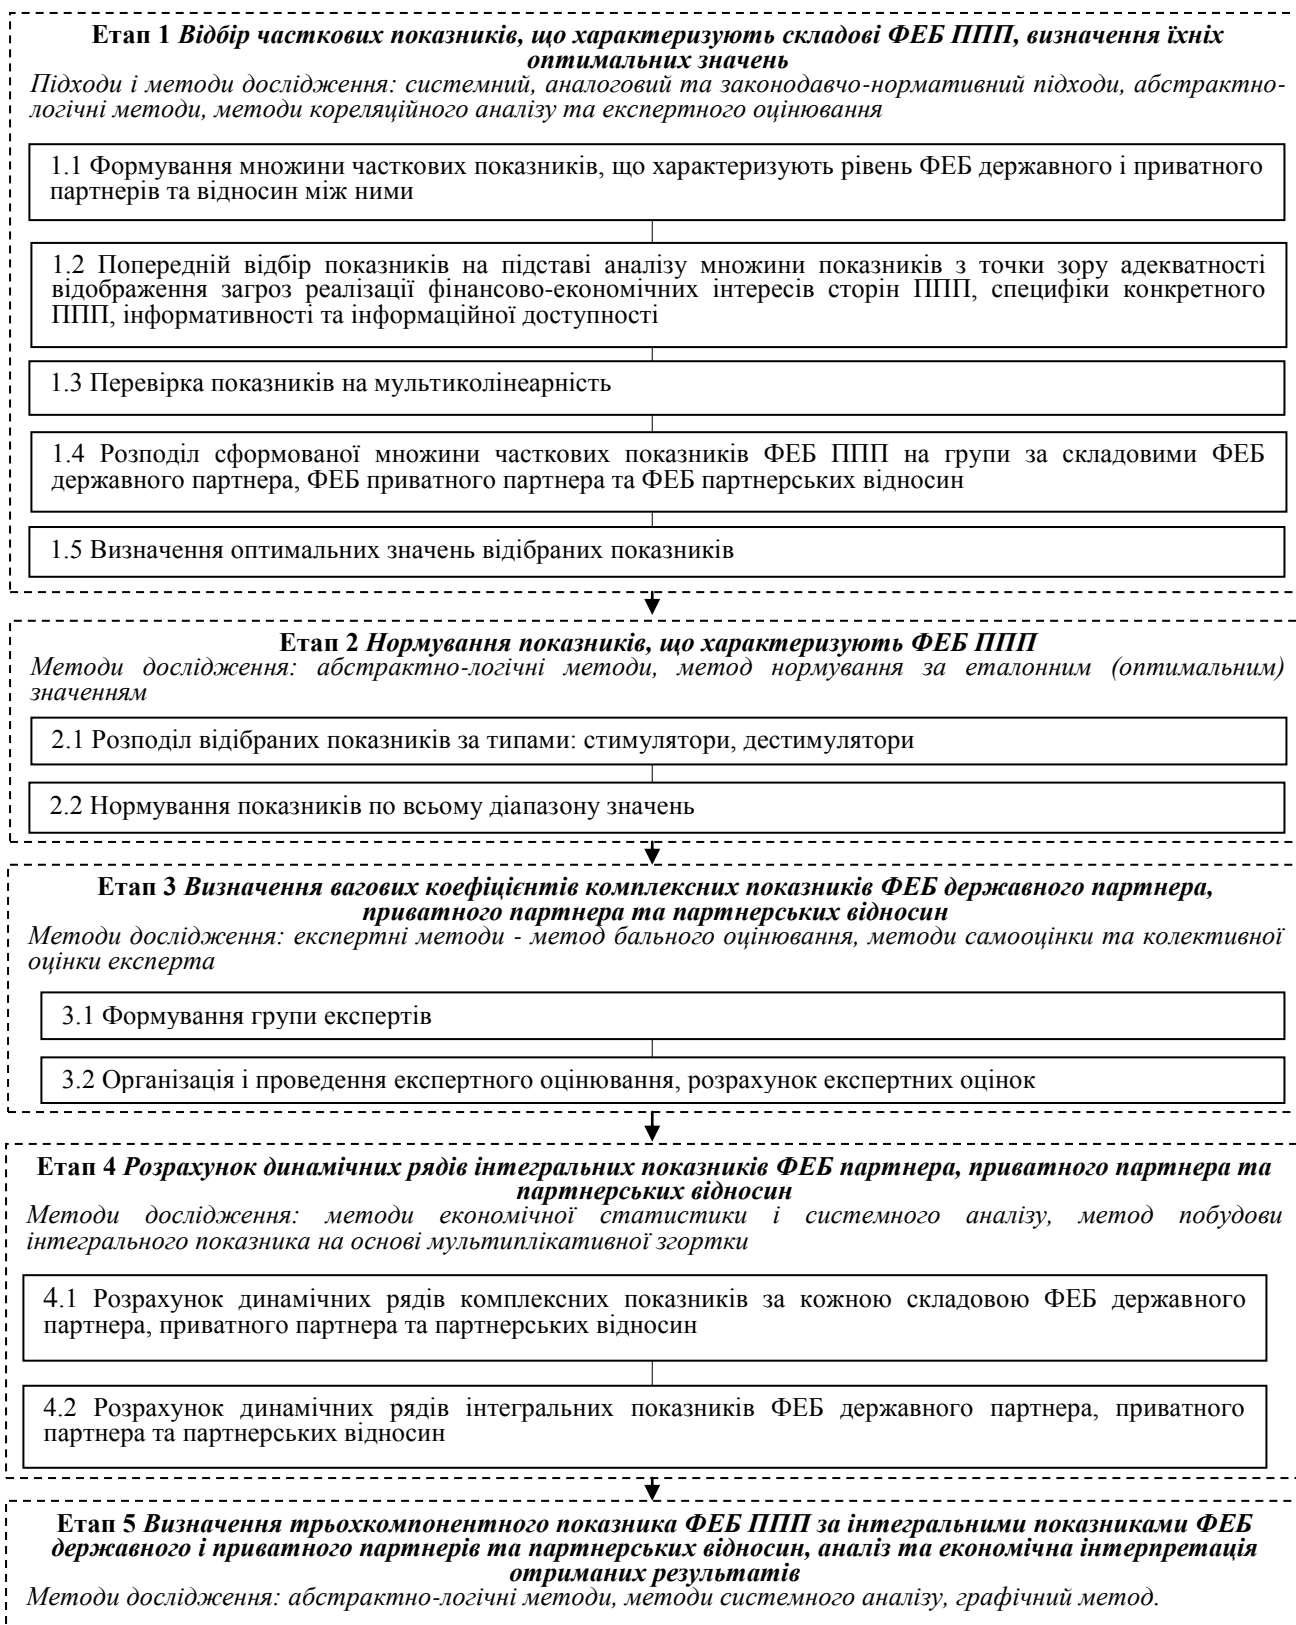 Етап 1 Відбір часткових показників, що характеризують складові ФЕБ ППП, визначення їхніх
оптимальних значень
Підходи і методи дослідження: системний, аналоговий та законодавчо-нормативний підходи, абстрактно-
логічні методи, методи кореляційного аналізу та експертного оцінювання
1.1 Формування множини часткових показників, що характеризують рівень ФЕБ державного і приватного
партнерів та відносин між ними
1.2 Попередній відбір показників на підставі аналізу множини показників з точки зору адекватності
відображення загроз реалізації фінансово-економічних інтересів сторін ППП, специфіки конкретного
ППП, інформативності та інформаційної доступності
1.3 Перевірка показників на мультиколінеарність
1.4 Розподіл сформованої множини часткових показників ФЕБ ППП на групи за складовими ФЕБ
державного партнера, ФЕБ приватного партнера та ФЕБ партнерських відносин
1.5 Визначення оптимальних значень відібраних показників
Етап 2 Нормування показників, що характеризують ФЕБ ППП
Методи дослідження: абстрактно-логічні методи, метод нормування за еталонним (оптимальним)
значенням
2.1 Розподіл відібраних показників за типами: стимулятори, дестимулятори
2.2 Нормування показників по всьому діапазону значень
Етап 3 Визначення вагових коефіцієнтів комплексних показників ФЕБ державного партнера,
приватного партнера та партнерських відносин
Методи дослідження: експертні методи - метод бального оцінювання, методи самооцінки та колективної
оцінки експерта
3.1 Формування групи експертів
3.2 Організація і проведення експертного оцінювання, розрахунок експертних оцінок
Етап 4 Розрахунок динамічних рядів інтегральних показників ФЕБ партнера, приватного партнера та
партнерських відносин
Методи дослідження: методи економічної статистики і системного аналізу, метод побудови
інтегрального показника на основі мультиплікативної згортки
4.1 Розрахунок динамічних рядів комплексних показників за кожною складовою ФЕБ державного
партнера, приватного партнера та партнерських відносин
4.2 Розрахунок динамічних рядів інтегральних показників ФЕБ державного партнера, приватного
партнера та партнерських відносин
Етап 5 Визначення трьохкомпонентного показника ФЕБ ППП за інтегральними показниками ФЕБ
державного і приватного партнерів та партнерських відносин, аналіз та економічна інтерпретація
отриманих результатів
Методи дослідження: абстрактно-логічні методи, методи системного аналізу, графічний метод.